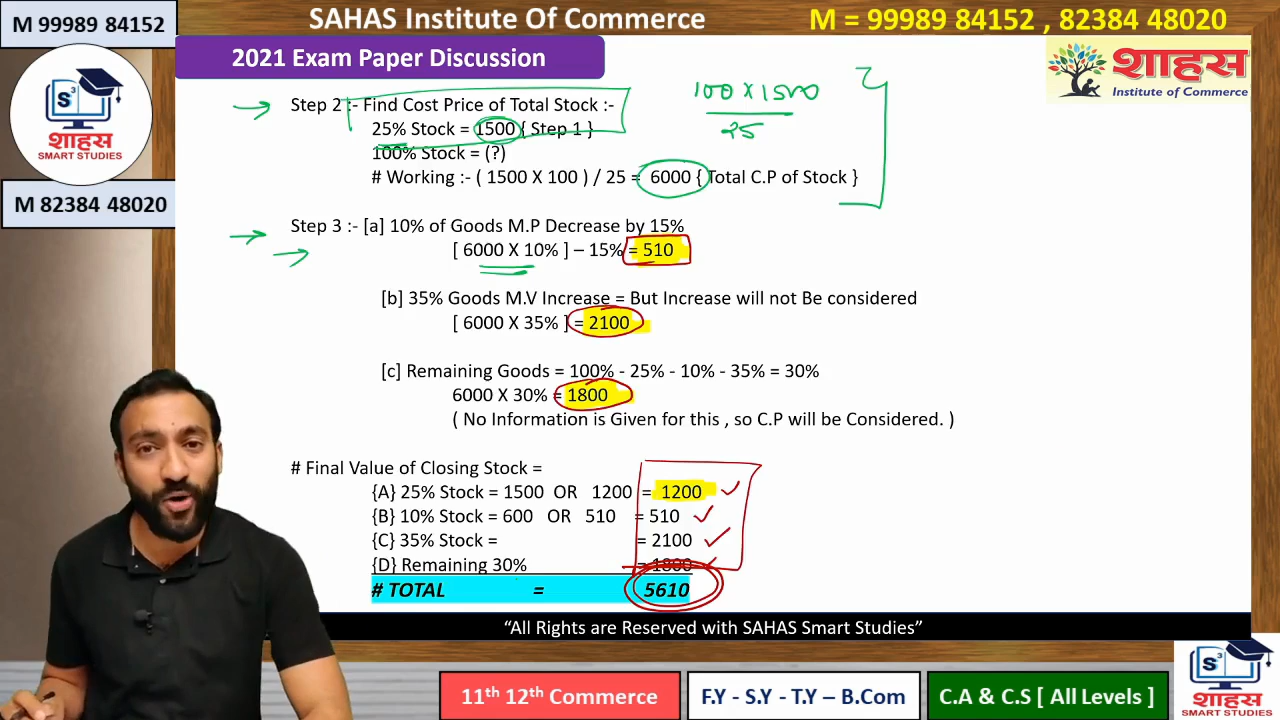 M 99989 84152
SAHAS Institute Of Commerce
M = 99989 84152 , 82384 48020
2021 Exam Paper Discussion
शाहस
Institute of Commerce
S³
शाहस
SMART STUDIES
M 82384 48020
Step 2 :- Find Cost Price of Total Stock :-
25% Stock = 1500 { Step 1 }
100% Stock = (?)
# Working :- ( 1500 X 100 ) / 25 = 6000 { Total C.P of Stock }
100 x 1500
25
Step 3 :- [a] 10% of Goods M.P Decrease by 15%
[ 6000 X 10% ] – 15% = 510
[b] 35% Goods M.V Increase = But Increase will not Be considered
[ 6000 X 35% ] = 2100
[c] Remaining Goods = 100% - 25% - 10% - 35% = 30%
6000 X 30% = 1800
( No Information is Given for this , so C.P will be Considered. )
# Final Value of Closing Stock =
{A} 25% Stock = 1500 OR 1200 = 1200
{B} 10% Stock = 600 OR 510 = 510
{C} 35% Stock = = 2100
{D} Remaining 30% = 1800
# TOTAL = 5610
“All Rights are Reserved with SAHAS Smart Studies”
11th 12th Commerce
F.Y - S.Y - T.Y – B.Com
C.A & C.S [ All Levels ]
S³
शाहस
SMART STUDIES